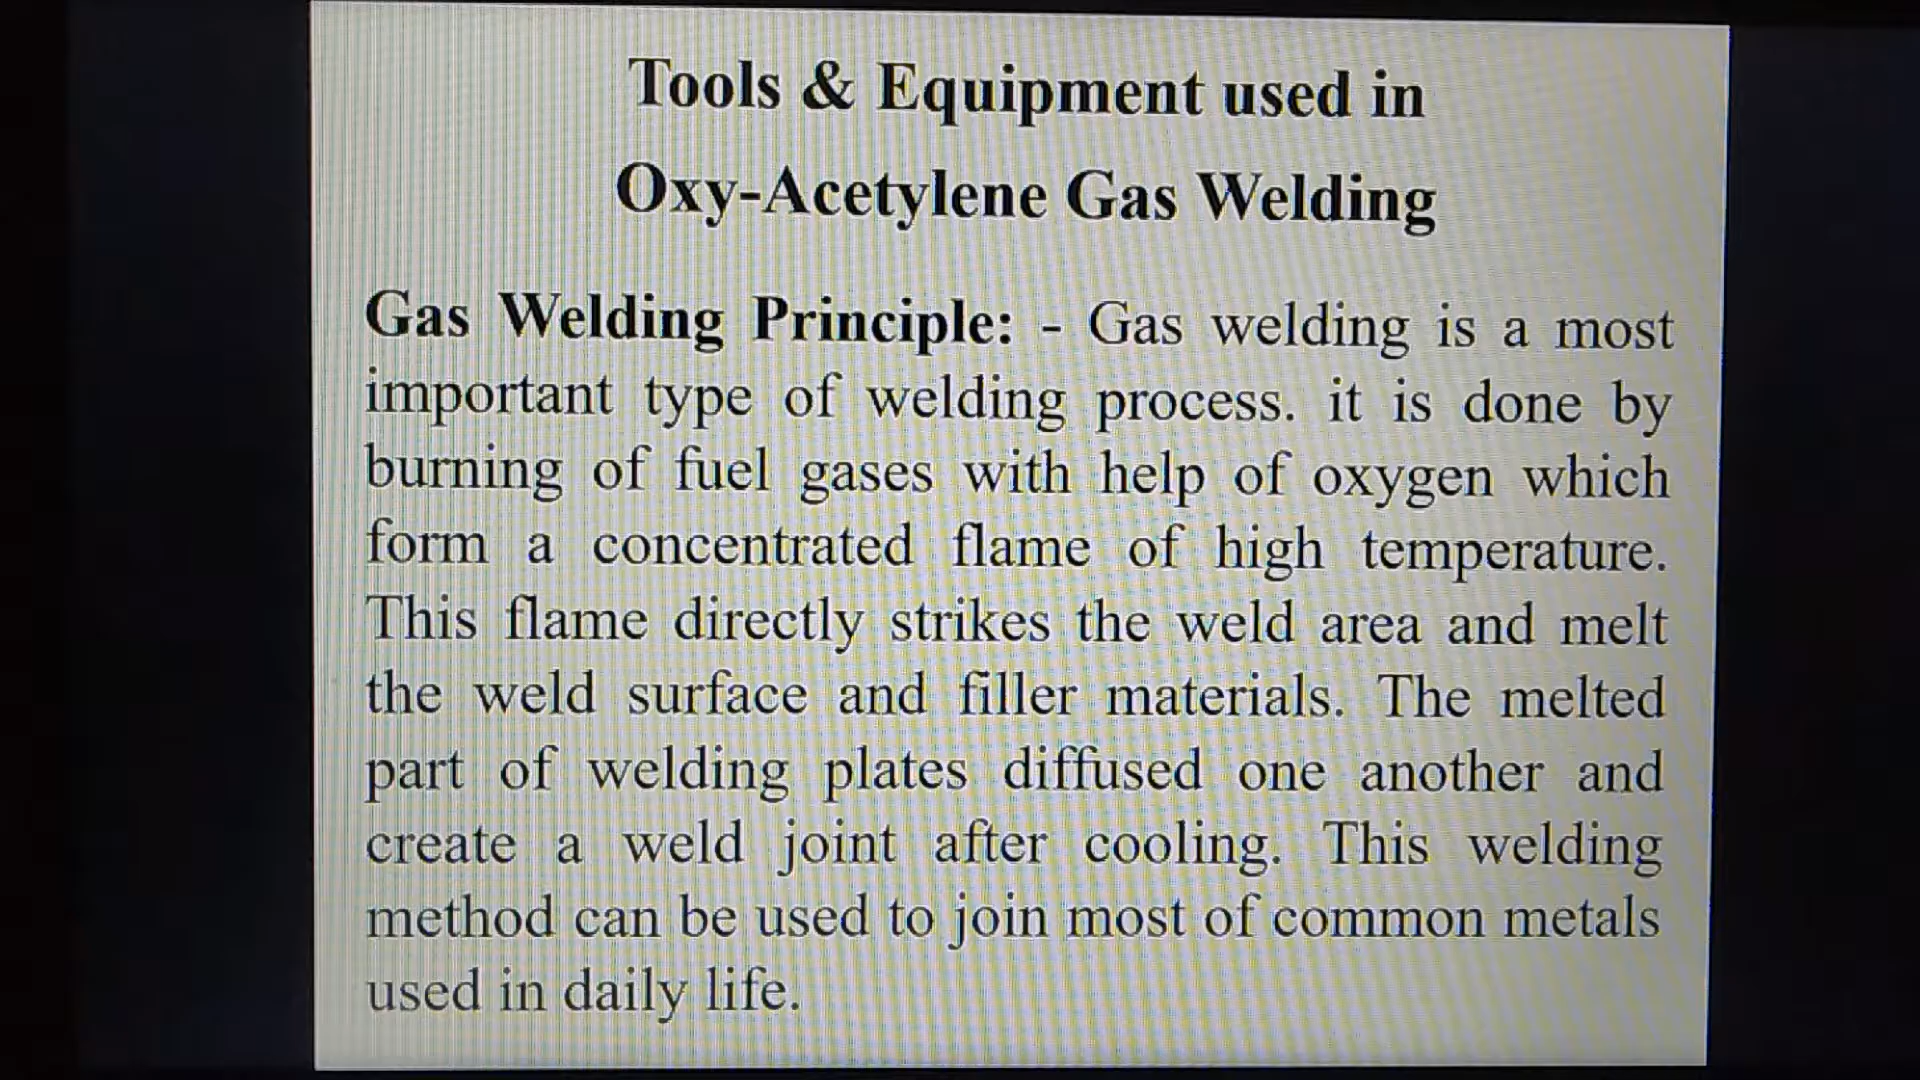 Tools & Equipment used in
Oxy-Acetylene Gas Welding
Gas Welding Principle: - Gas welding is a most
important type of welding process. it is done by
burning of fuel gases with help of oxygen which
form a concentrated flame of high temperature.
This flame directly strikes the weld area and melt
the weld surface and filler materials. The melted
part of welding plates diffused one another and
create a weld joint after cooling. This welding
method can be used to join most of common metals
used in daily life.